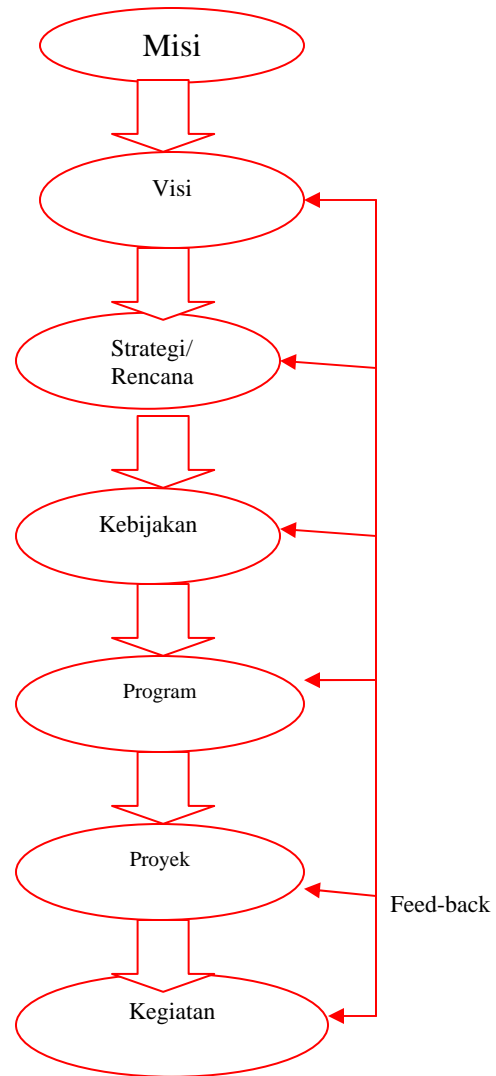 Misi
Visi
Strategi/
Rencana
Kebijakan
Program
Proyek
Feed-back
Kegiatan